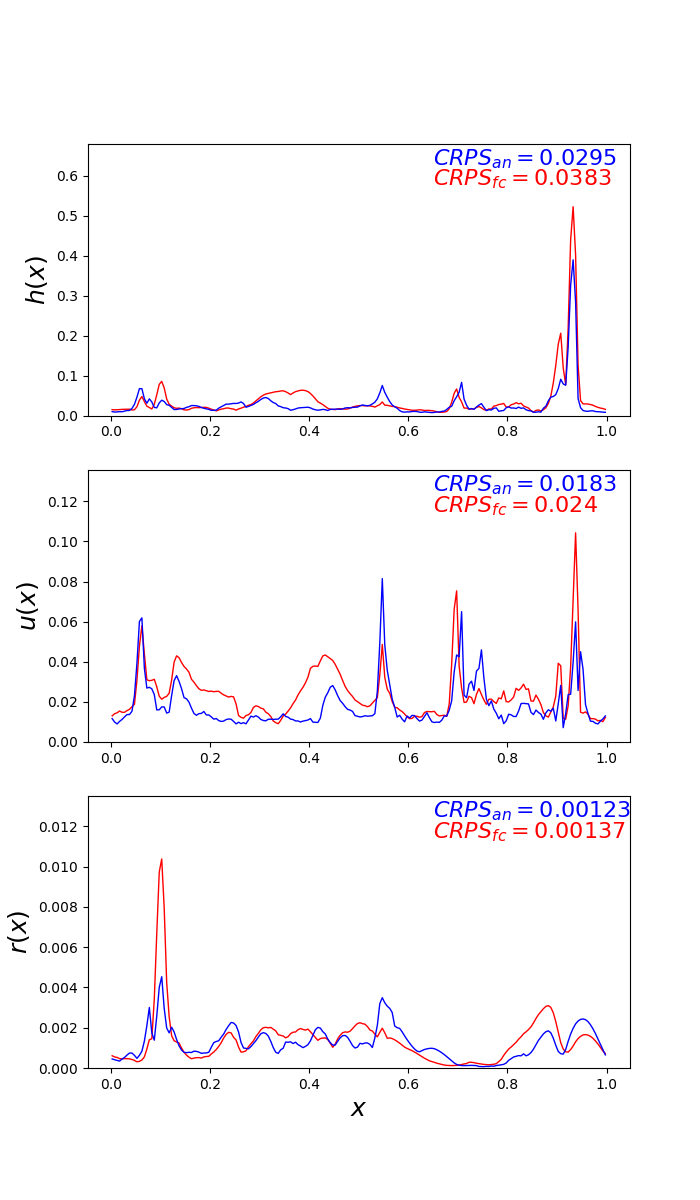 CRPS_an = 0.0295
CRPS_fc = 0.0383
h(x)
0.6
0.5
0.4
0.3
0.2
0.1
0.0
0.0 0.2 0.4 0.6 0.8 1.0
CRPS_an = 0.0183
CRPS_fc = 0.024
u(x)
0.12
0.10
0.08
0.06
0.04
0.02
0.00
0.0 0.2 0.4 0.6 0.8 1.0
CRPS_an = 0.00123
CRPS_fc = 0.00137
r(x)
0.012
0.010
0.008
0.006
0.004
0.002
0.000
0.0 0.2 0.4 0.6 0.8 1.0
x